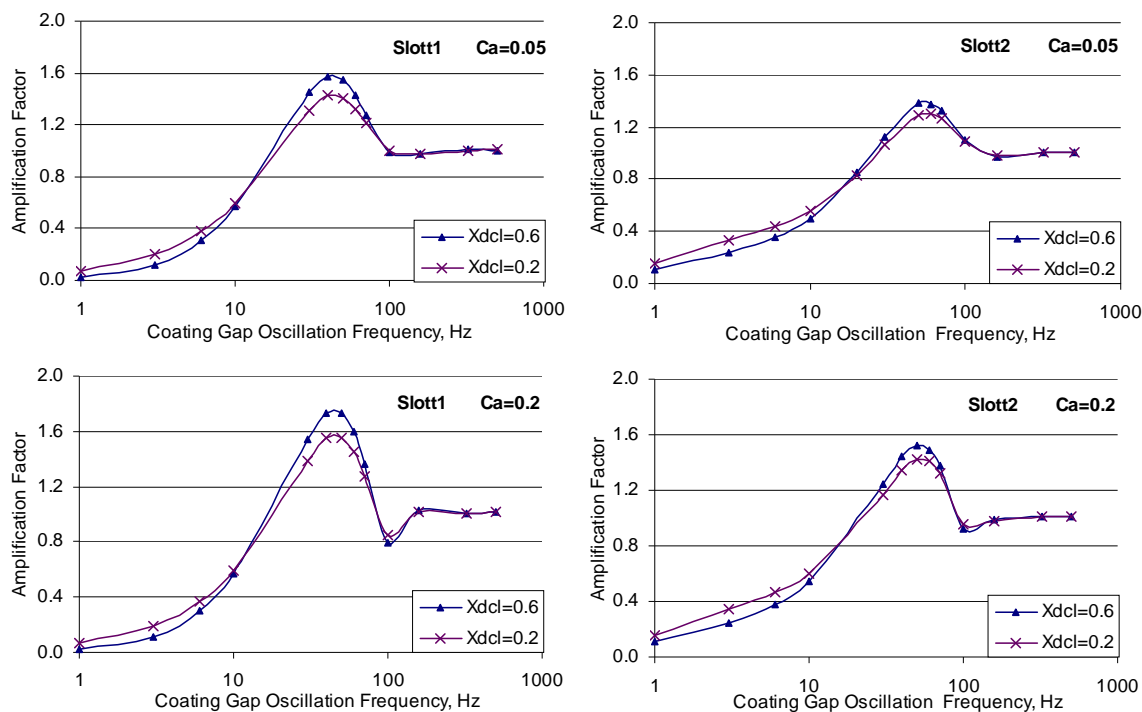 Slott1 Ca=0.05
Amplification Factor
2.0
1.6
1.2
0.8
0.4
0.0
Xdcl=0.6
Xdcl=0.2
1 10 100 1000
Coating Gap Oscillation Frequency, Hz
Slott2 Ca=0.05
Amplification Factor
2.0
1.6
1.2
0.8
0.4
0.0
Xdcl=0.6
Xdcl=0.2
1 10 100 1000
Coating Gap Oscillation Frequency, Hz
Slott1 Ca=0.2
Amplification Factor
2.0
1.6
1.2
0.8
0.4
0.0
Xdcl=0.6
Xdcl=0.2
1 10 100 1000
Coating Gap Oscillation Frequency, Hz
Slott2 Ca=0.2
Amplification Factor
2.0
1.6
1.2
0.8
0.4
0.0
Xdcl=0.6
Xdcl=0.2
1 10 100 1000
Coating Gap Oscillation Frequency, Hz